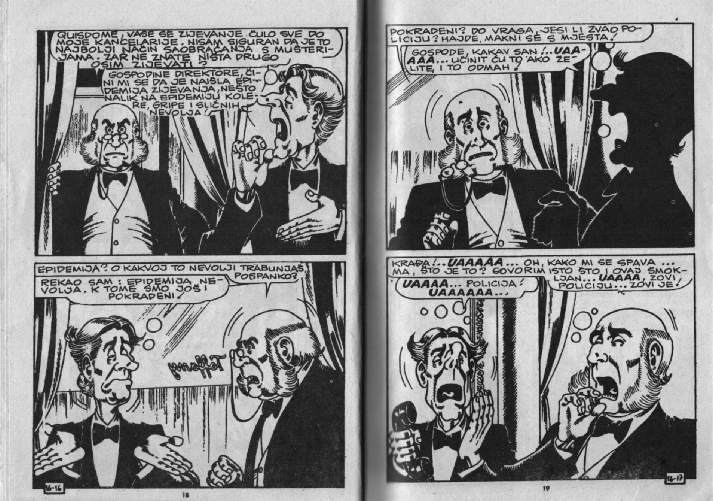 QUISDOME, VAŠE SE ZIJEVANJE ČULO SVE DO
MOJE KANCELARIJE. NISAM SIGURAN DA JE TO
NAJBOLJI NAČIN SAOBRAĆANJA S MUŠTERI-
JAMA. ZAR NE ZNATE NIŠTA DRUGO
OSIM ZIJEVATI?
GOSPODINE DIREKTORE, ČI-
NI MI SE DA JE NAIŠLA EPI-
DEMIJA ZIJEVANJA, NEŠTO
NALIK NA EPIDEMIJU KOLE-
RE, GRIPE I SLIČNIH
NEVOLJA!
EPIDEMIJA? O KAKVOJ TO NEVOLJI TRABUNJAŠ,
POSPANKO?
REKAO SAM: EPIDEMIJA, NE-
VOLJA. K TOME SMO JOŠ I
POKRADENI!
Tiffany
16-16
18
POKRADENI? DO VRAGA, JESI LI ZVAO PO-
LICIJU? HAJDE, MAKNI SE S MJESTA!
GOSPODE, KAKAV SAN!...UAA-
AAA... UČINIT ĆU TO AKO ŽE-
LITE, I TO ODMAH!
KRAĐA!...UAAAAA... OH, KAKO MI SE SPAVA...
MA, ŠTO JE TO? GOVORIM ISTO ŠTO I OVAJ SMOK-
LJAN... UAAAA, ZOVI
POLICIJU... ZOVI JE!
UAAAA... POLICIJA!
UAAAAAA...
16-17
19